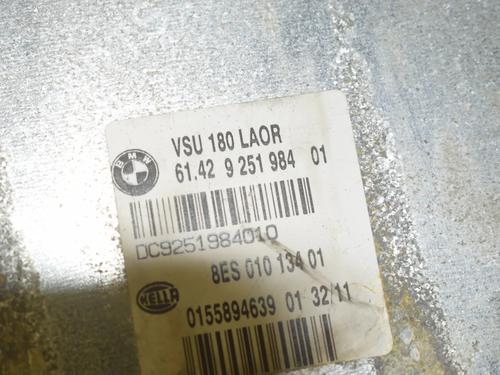 VSU 180 LAOR
BMW
61.42 9 251 984 01
DC9251984010
8ES 010 134 01
HELLA
0155894639 01 32/11